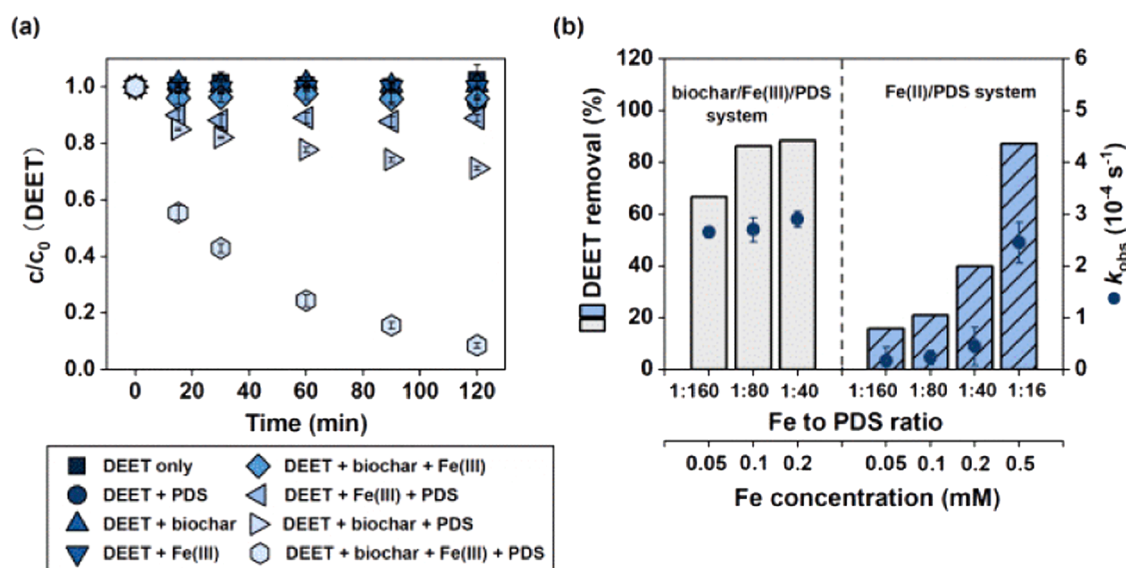 (a)
c/c0 (DEET)
1.0
0.8
0.6
0.4
0.2
0.0
0 20 40 60 80 100 120
Time (min)
DEET only
DEET + PDS
DEET + biochar
DEET + Fe(III)
DEET + biochar + Fe(III)
DEET + Fe(III) + PDS
DEET + biochar + PDS
DEET + biochar + Fe(III) + PDS
(b)
DEET removal (%)
120
100
80
60
40
20
0
biochar/Fe(III)/PDS
system
Fe(II)/PDS system
6
5
4
3
2
1
0
kobs (10-4 s-1)
1:160 1:80 1:40 1:160 1:80 1:40 1:16
Fe to PDS ratio
0.05 0.1 0.2 0.05 0.1 0.2 0.5
Fe concentration (mM)